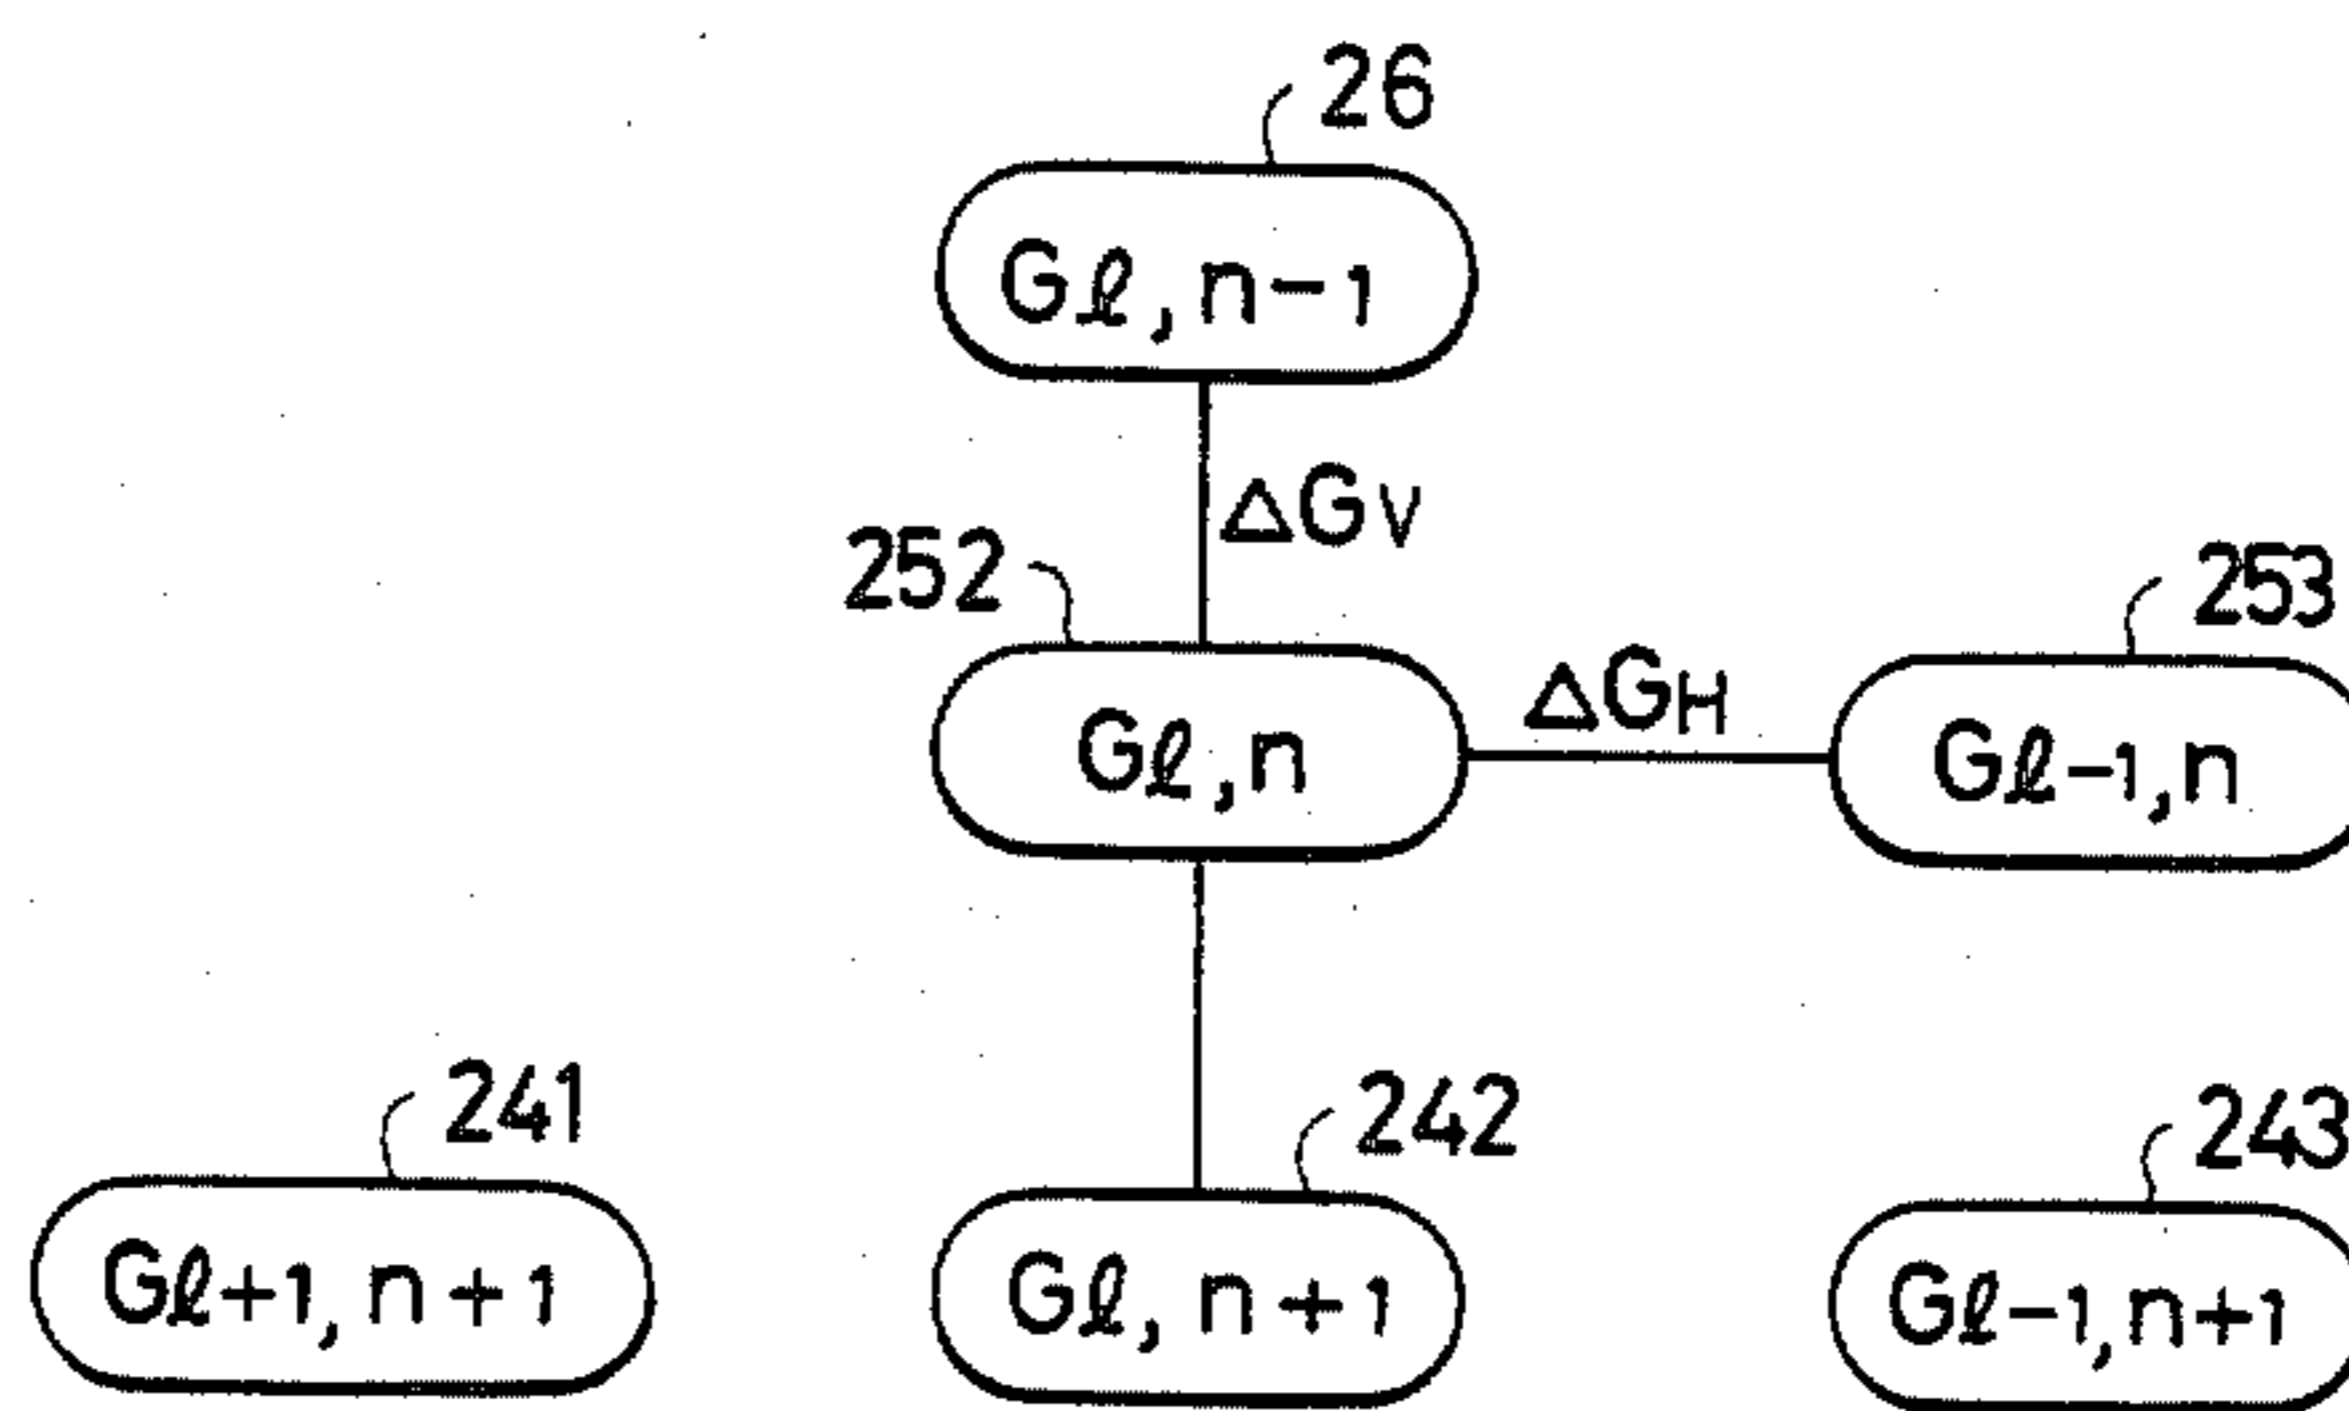 26
Gℓ, n-1
ΔGV
252
253
ΔGH
Gℓ, n
Gℓ-1, n
241
242
243
Gℓ+1, n+1
Gℓ, n+1
Gℓ-1, n+1